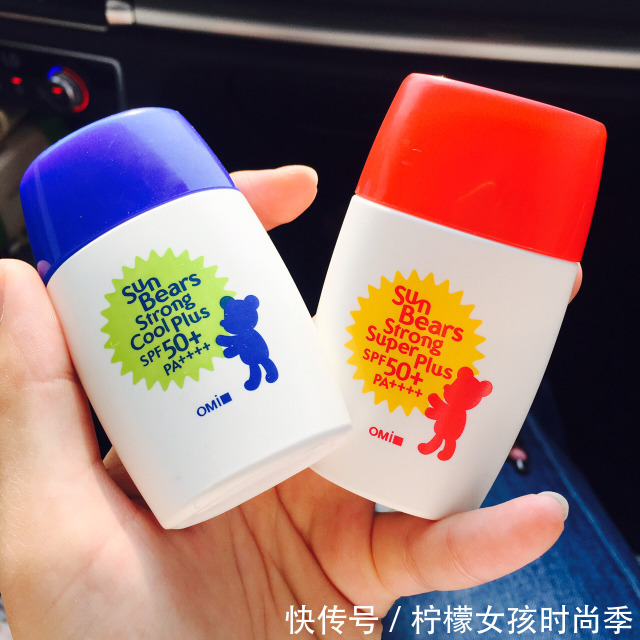 Sun
Bears
Strong
Cool Plus
SPF50+
PA++++
OMI
Sun
Bears
Strong
Super Plus
SPF50+
PA++++
OMI
快传号 / 柠檬女孩时尚季